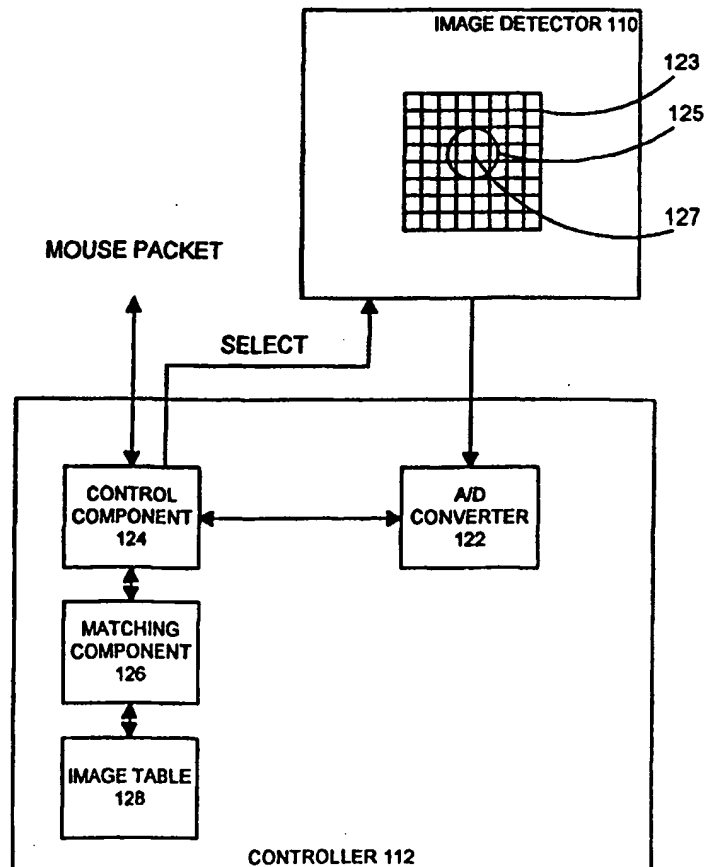 IMAGE DETECTOR 110
123
125
127
MOUSE PACKET
SELECT
CONTROL
COMPONENT
124
A/D
CONVERTER
122
MATCHING
COMPONENT
126
IMAGE TABLE
128
CONTROLLER 112